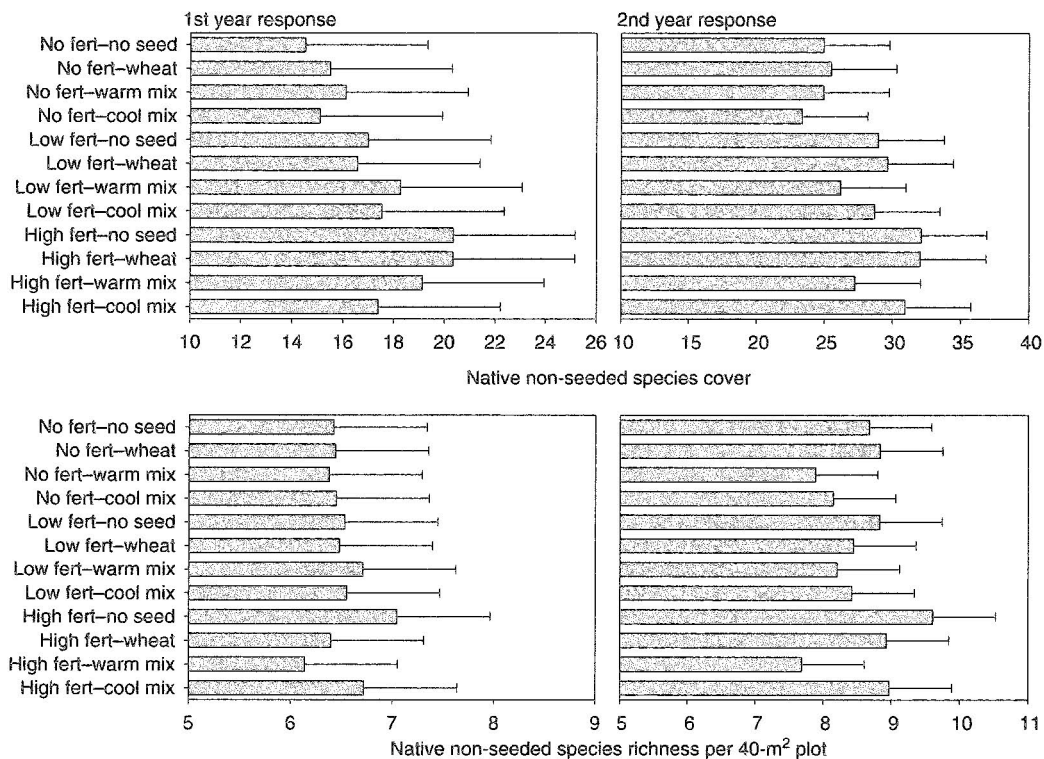 1st year response
2nd year response
No fert–no seed
No fert–wheat
No fert–warm mix
No fert–cool mix
Low fert–no seed
Low fert–wheat
Low fert–warm mix
Low fert–cool mix
High fert–no seed
High fert–wheat
High fert–warm mix
High fert–cool mix
10 12 14 16 18 20 22 24 26
10 15 20 25 30 35 40
Native non-seeded species cover
No fert–no seed
No fert–wheat
No fert–warm mix
No fert–cool mix
Low fert–no seed
Low fert–wheat
Low fert–warm mix
Low fert–cool mix
High fert–no seed
High fert–wheat
High fert–warm mix
High fert–cool mix
5 6 7 8 9
5 6 7 8 9 10 11
Native non-seeded species richness per 40-m² plot